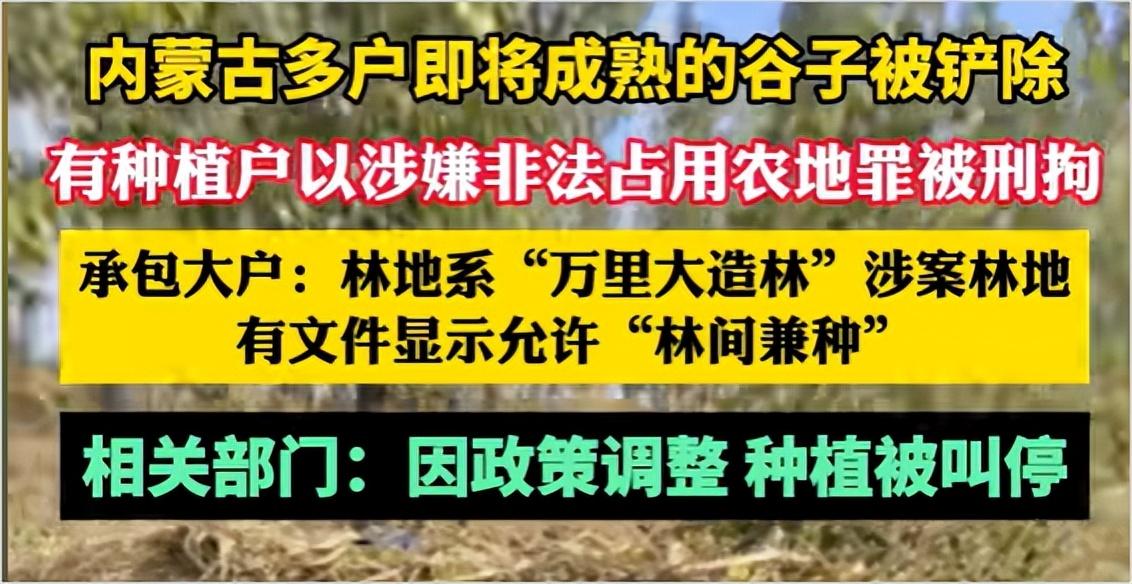 内蒙古多户即将成熟的谷子被铲除
有种植户以涉嫌非法占用农地罪被刑拘
承包大户：林地系“万里大造林”涉案林地
有文件显示允许“林间兼种”
相关部门：因政策调整 种植被叫停